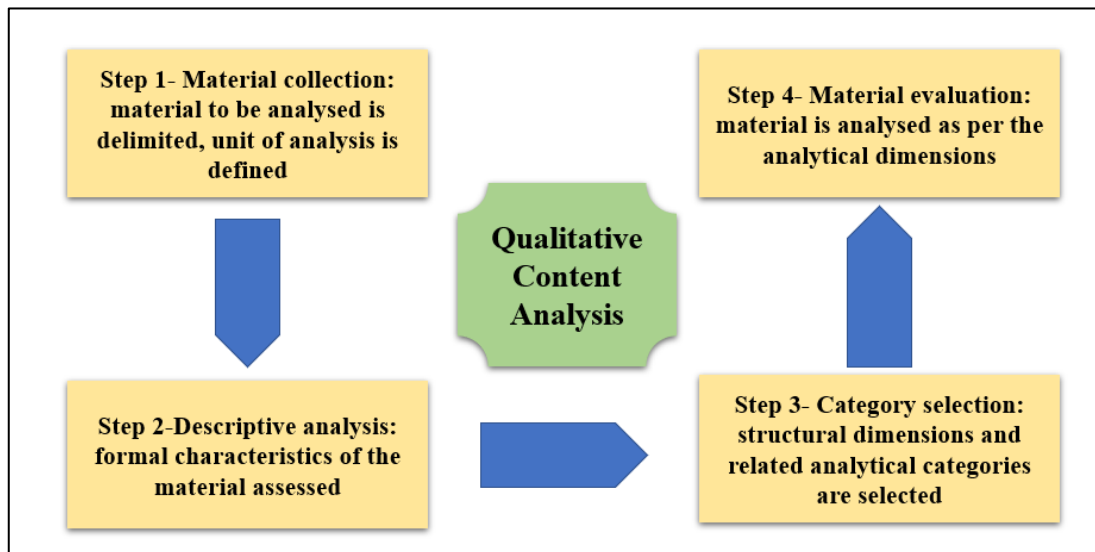 Step 1- Material collection:
material to be analysed is
delimited, unit of analysis is
defined
Step 2-Descriptive analysis:
formal characteristics of the
material assessed
Qualitative
Content
Analysis
Step 3- Category selection:
structural dimensions and
related analytical categories
are selected
Step 4- Material evaluation:
material is analysed as per the
analytical dimensions